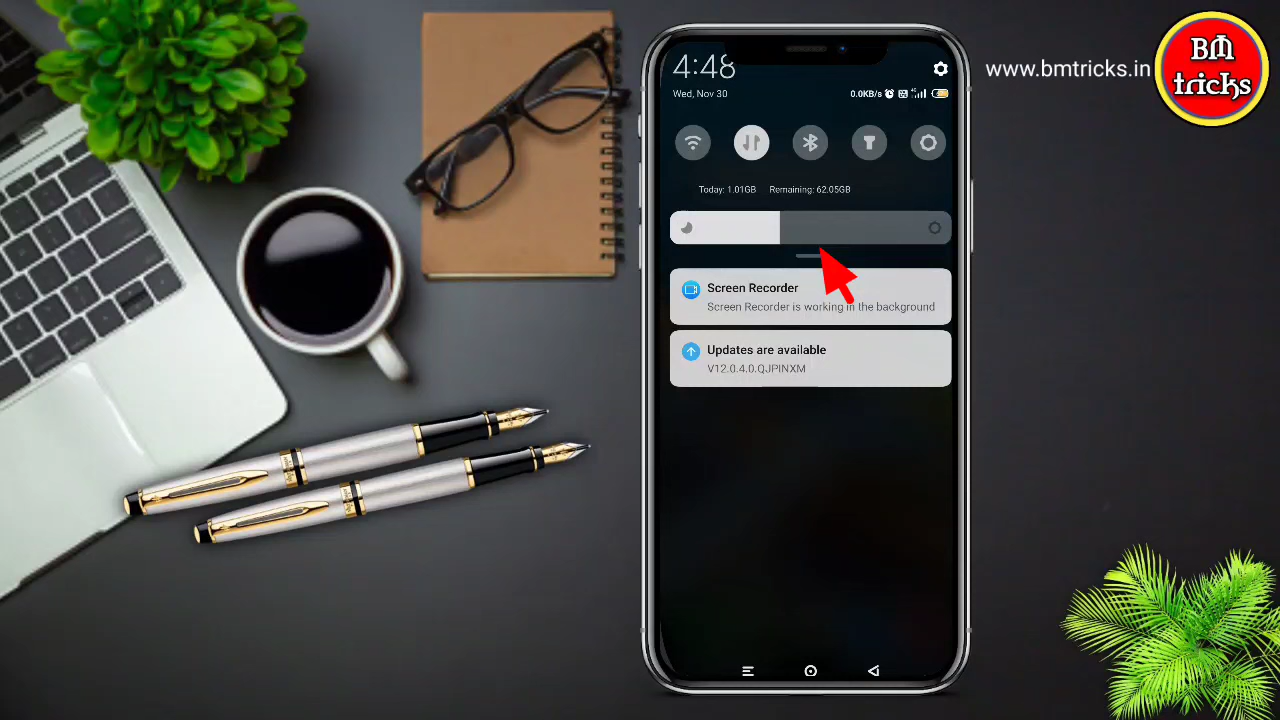 4:48
Wed, Nov 30
0.0KB/s
4G
Today: 1.01GB Remaining: 62.05GB
Screen Recorder
Screen Recorder is working in the background
Updates are available
V12.0.4.0.QJPINXM
www.bmtricks.in
BM
tricks